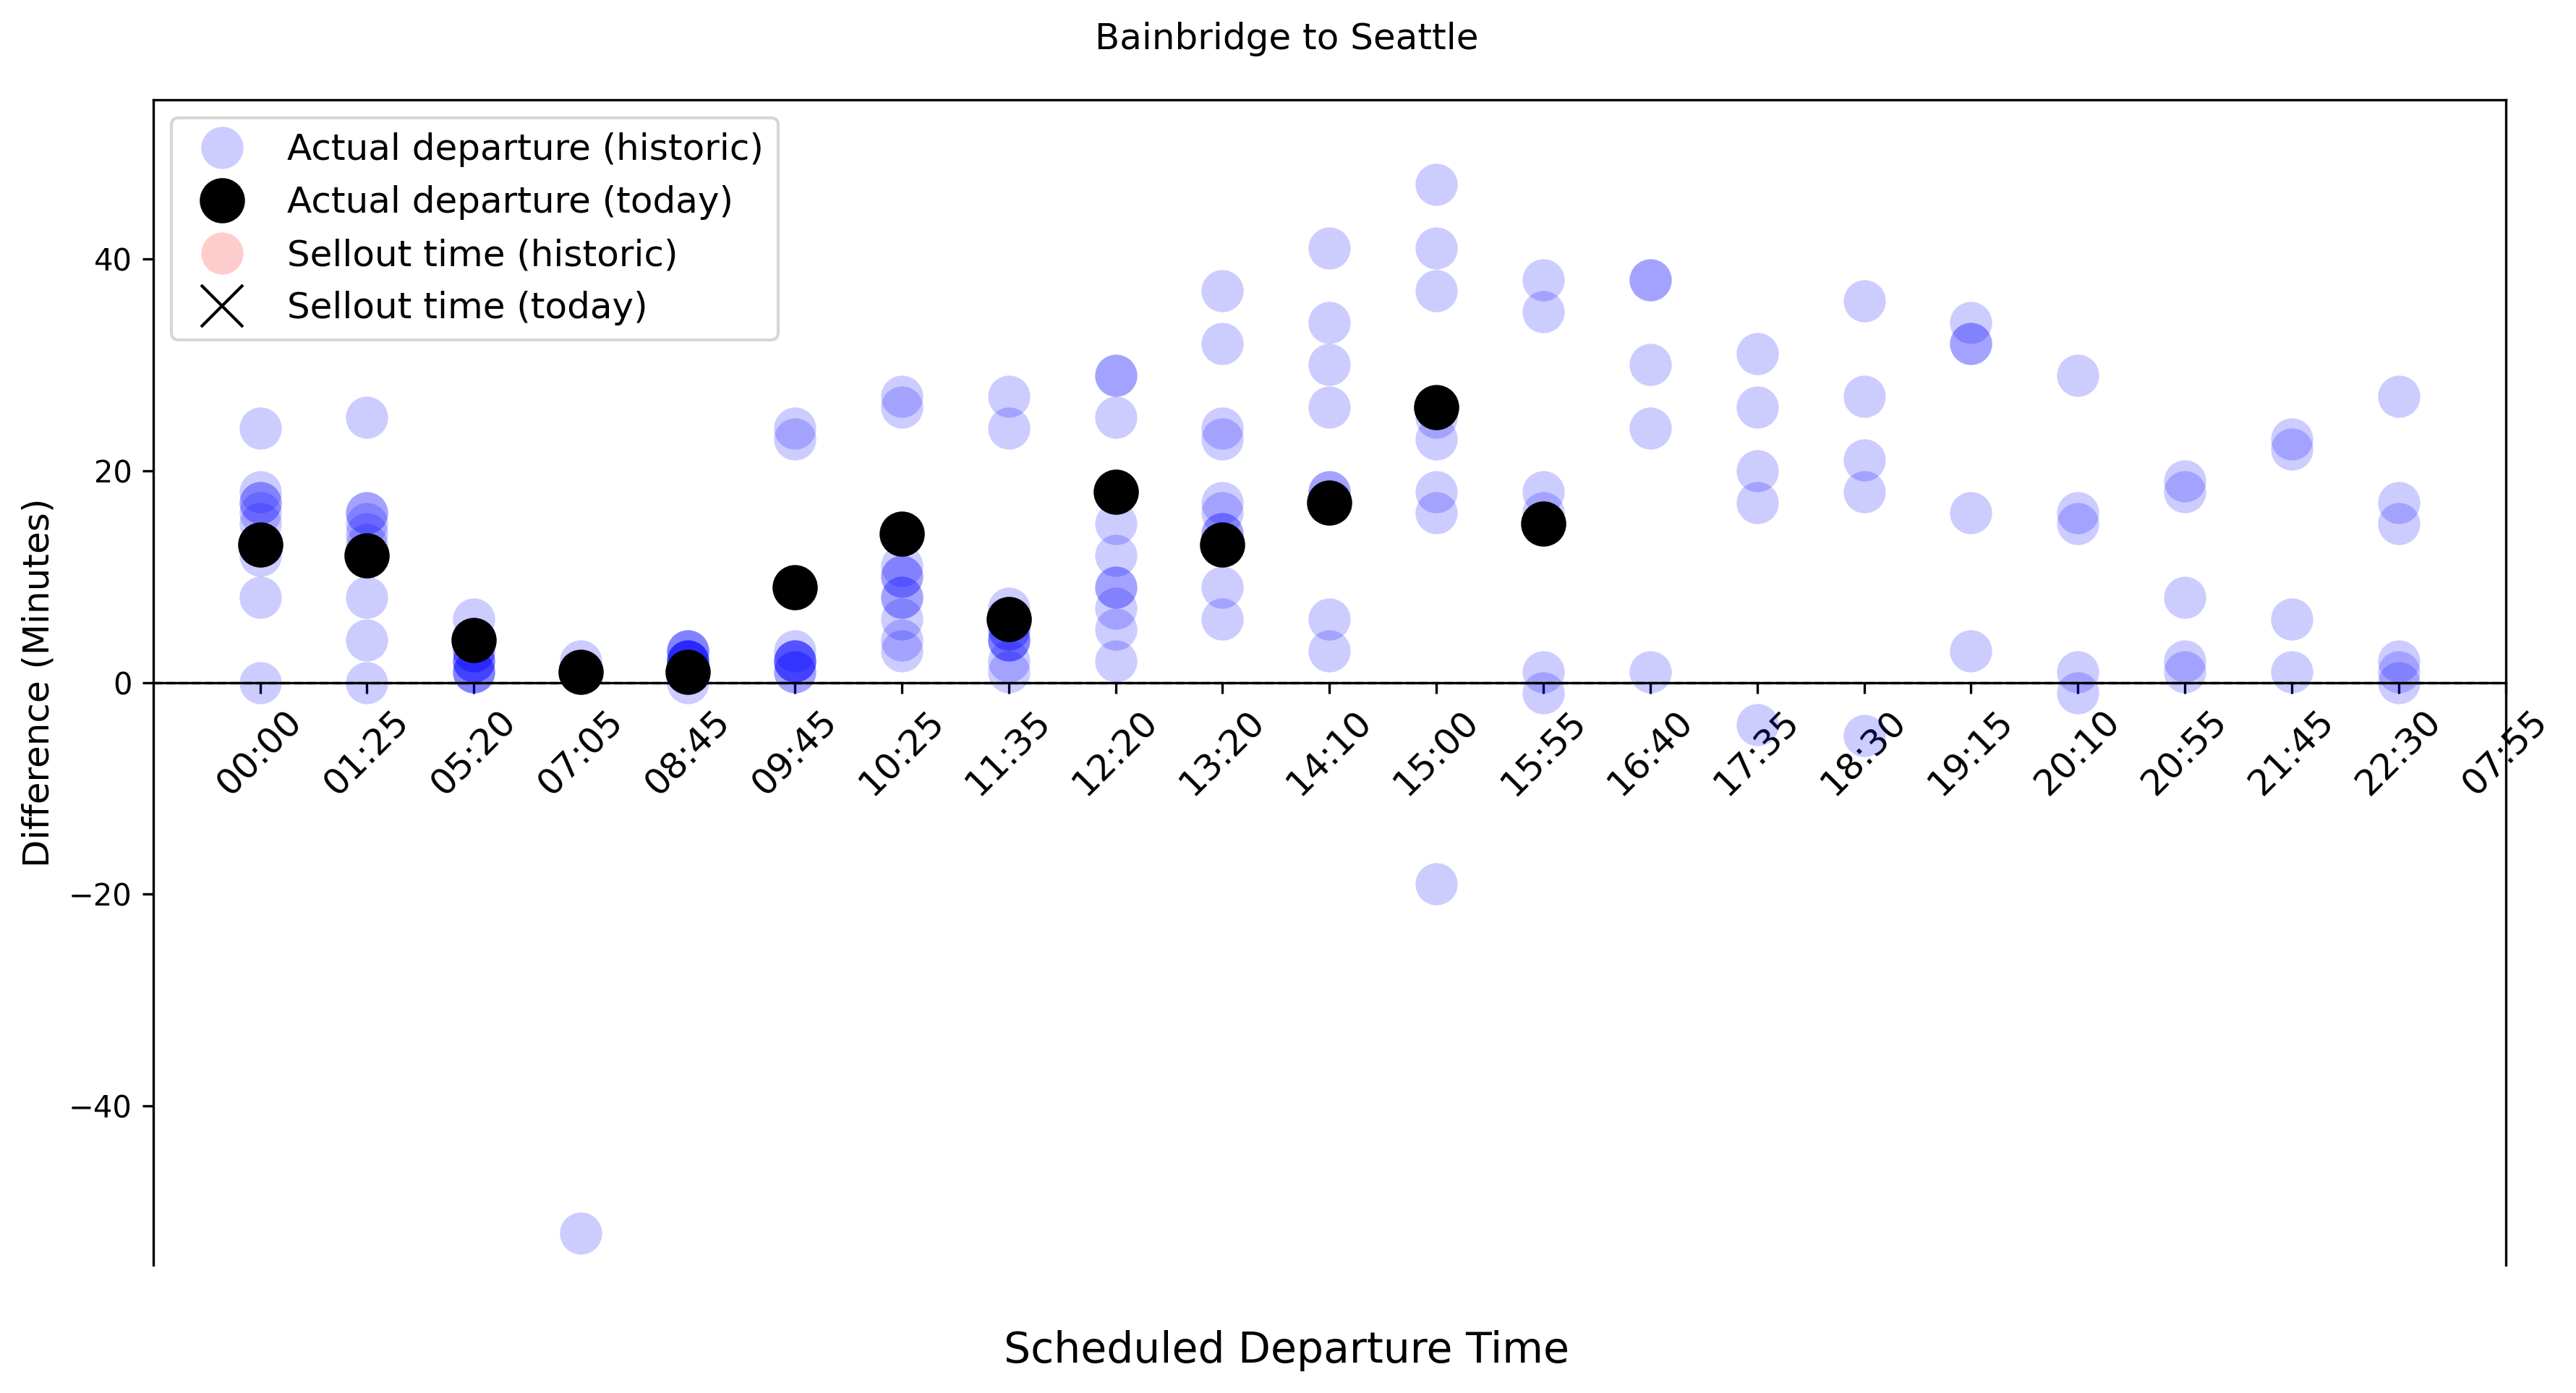 Bainbridge to Seattle
Actual departure (historic)
Actual departure (today)
Sellout time (historic)
Sellout time (today)
Difference (Minutes)
40
20
0
−20
−40
00:00 01:25 05:20 07:05 08:45 09:45 10:25 11:35 12:20 13:20 14:10 15:00 15:55 16:40 17:35 18:30 19:15 20:10 20:55 21:45 22:30 07:55
Scheduled Departure Time